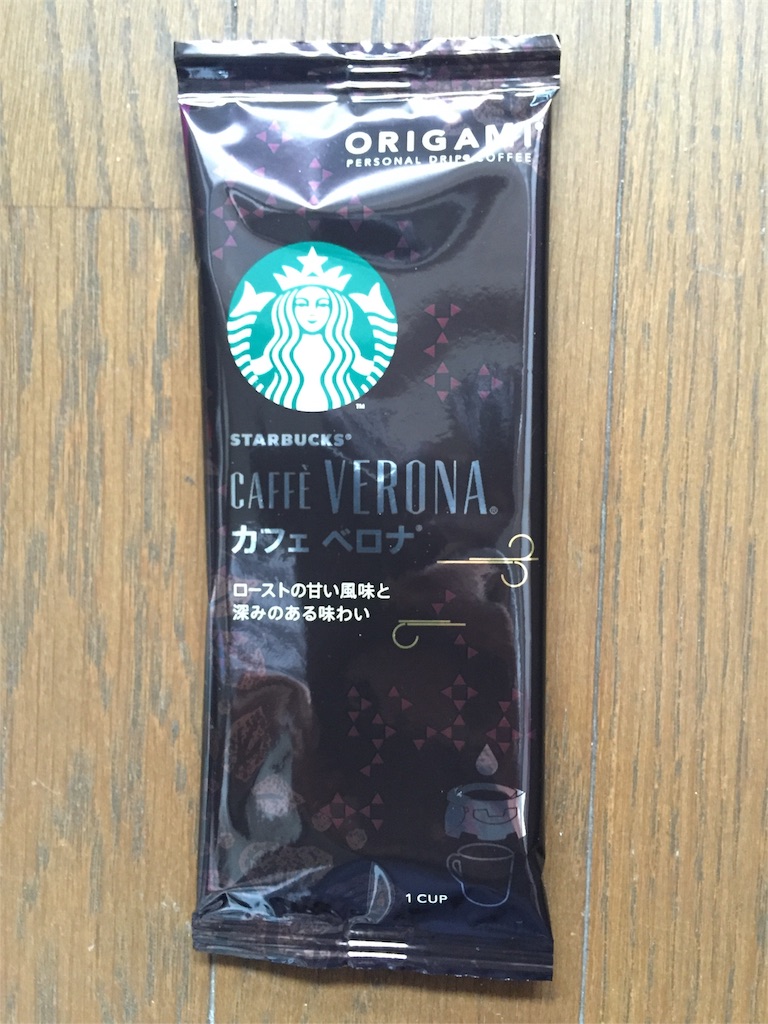 ORIGAMI®
PERSONAL DRIP® COFFEE
™
STARBUCKS®
CAFFÈ VERONA®
カフェ ベロナ®
ローストの甘い風味と
深みのある味わい
1 CUP